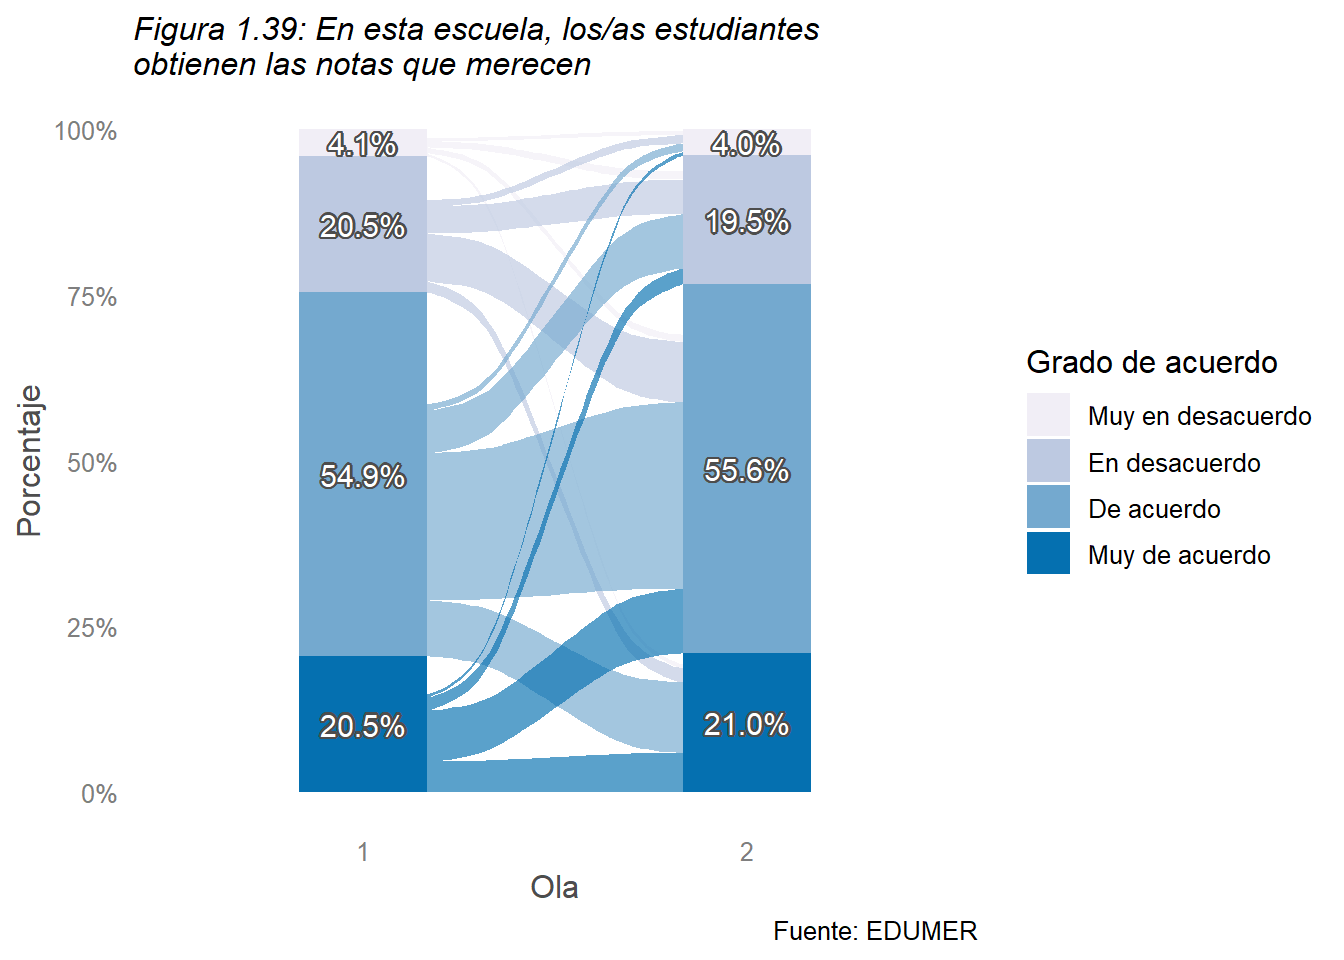 Figura 1.39: En esta escuela, los/as estudiantes
obtienen las notas que merecen
100%
75%
50%
25%
0%
Porcentaje
4.1%
20.5%
54.9%
20.5%
4.0%
19.5%
55.6%
21.0%
1
2
Ola
Grado de acuerdo
Muy en desacuerdo
En desacuerdo
De acuerdo
Muy de acuerdo
Fuente: EDUMER